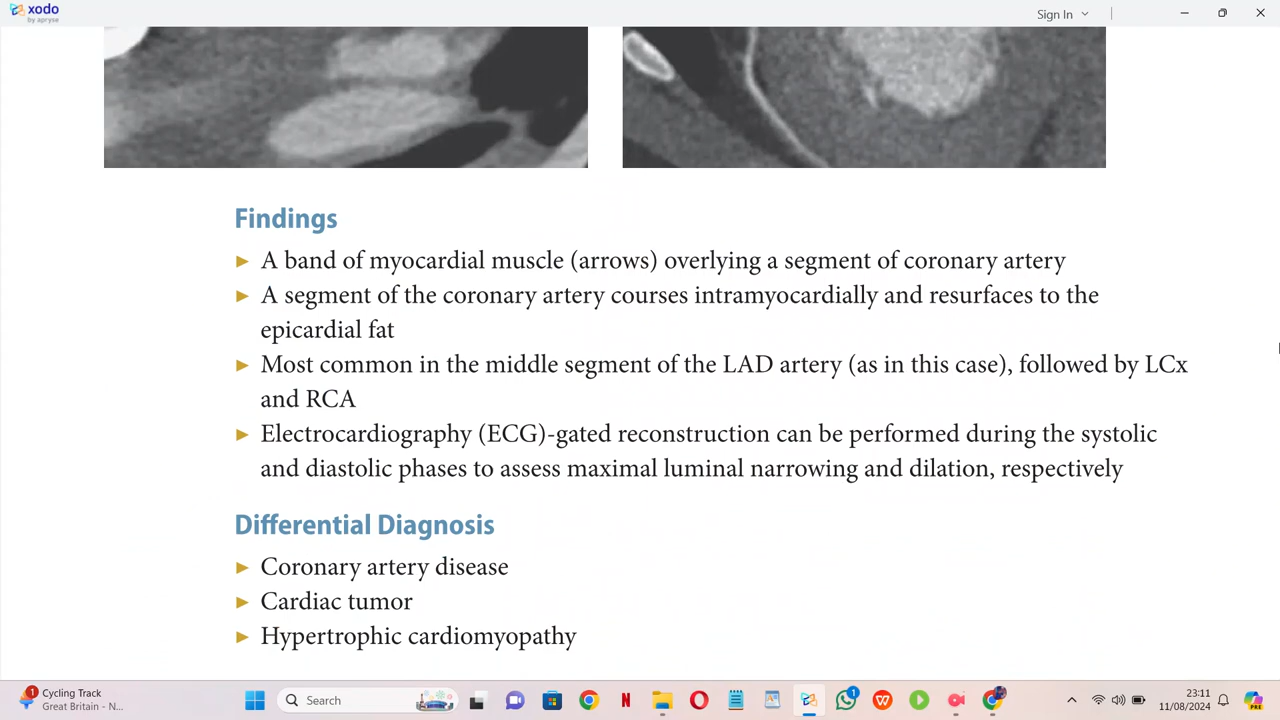 xodo
by apryse
Sign In
Findings
► A band of myocardial muscle (arrows) overlying a segment of coronary artery
► A segment of the coronary artery courses intramyocardially and resurfaces to the
epicardial fat
► Most common in the middle segment of the LAD artery (as in this case), followed by LCx
and RCA
► Electrocardiography (ECG)-gated reconstruction can be performed during the systolic
and diastolic phases to assess maximal luminal narrowing and dilation, respectively
Differential Diagnosis
► Coronary artery disease
► Cardiac tumor
► Hypertrophic cardiomyopathy
1
Cycling Track
Great Britain - N...
Search
1
23:11
11/08/2024
PRE